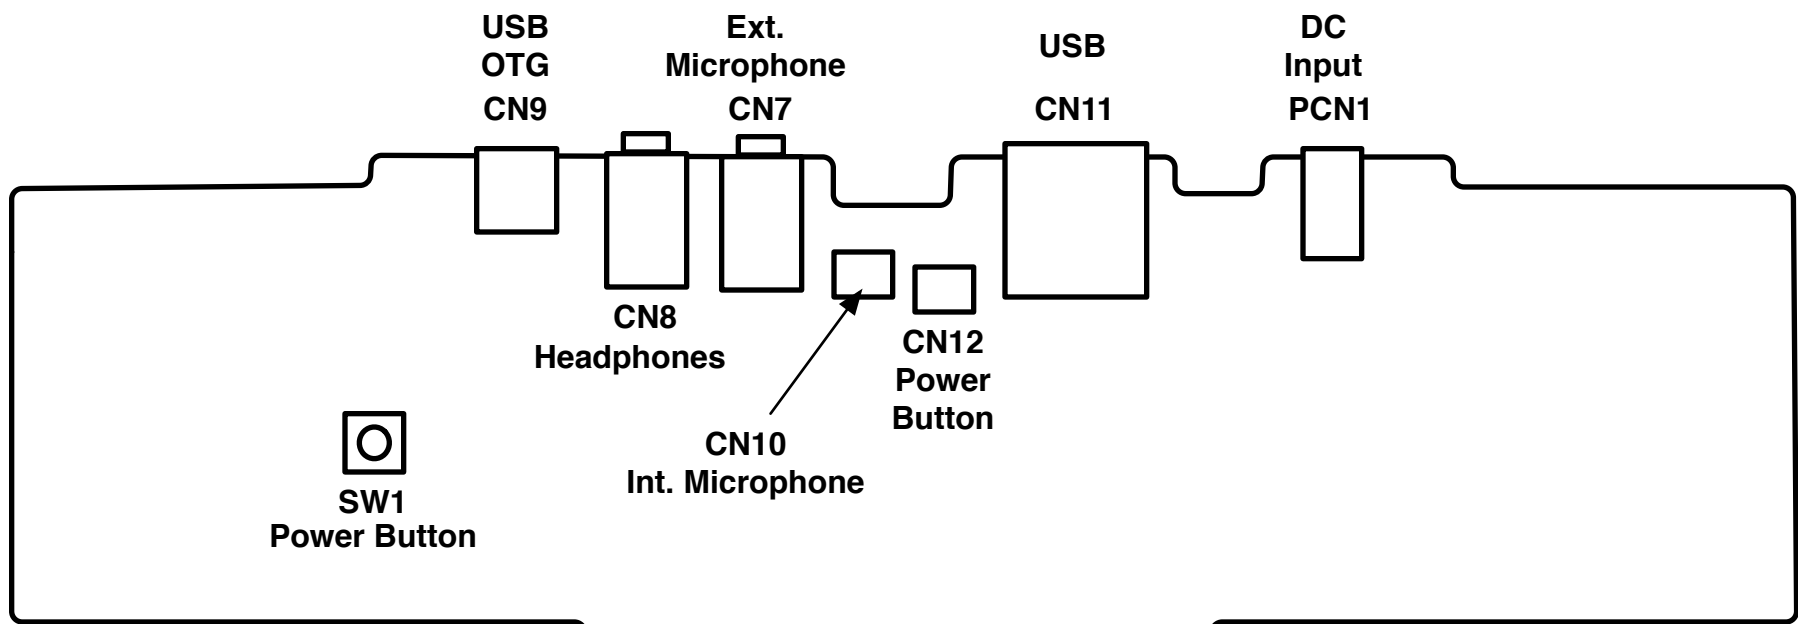 USB
OTG
CN9
Ext.
Microphone
CN7
USB
CN11
DC
Input
PCN1
CN8
Headphones
CN12
Power
Button
CN10
Int. Microphone
SW1
Power Button